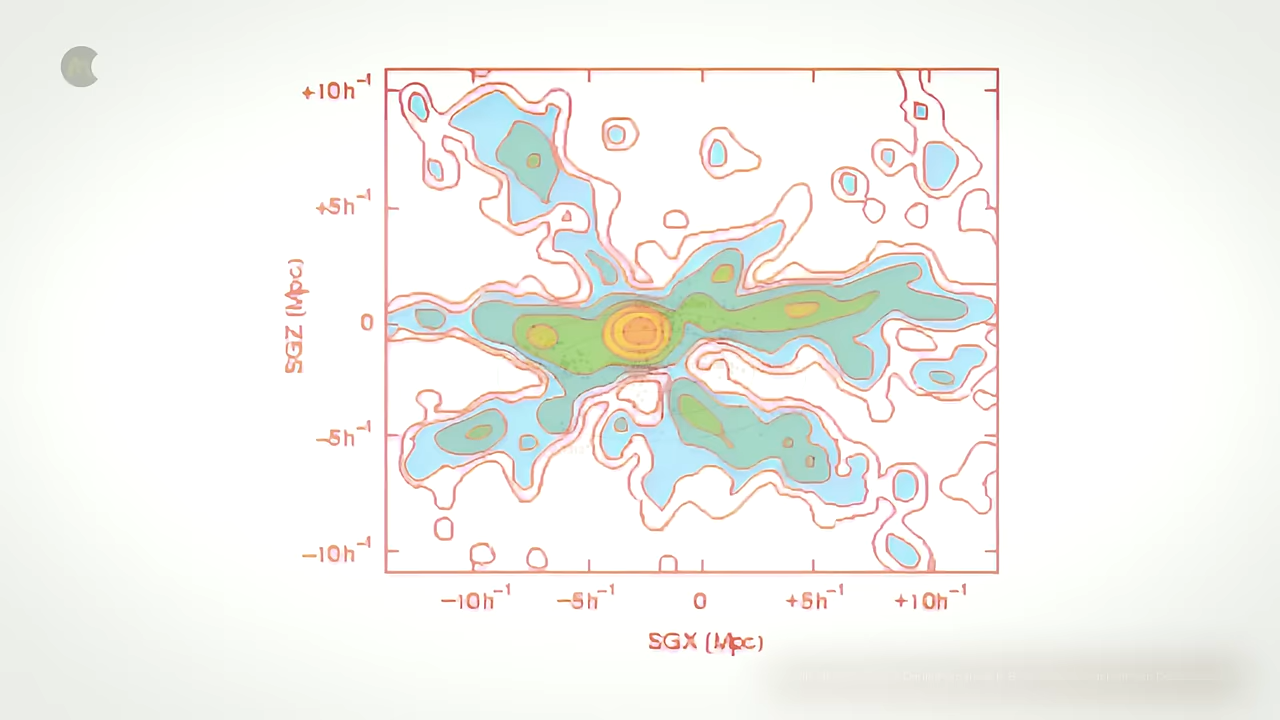 +10h⁻¹
+5h⁻¹
0
−5h⁻¹
−10h⁻¹
SGZ (Mpc)
−10h⁻¹ −5h⁻¹ 0 +5h⁻¹ +10h⁻¹
SGX (Mpc)